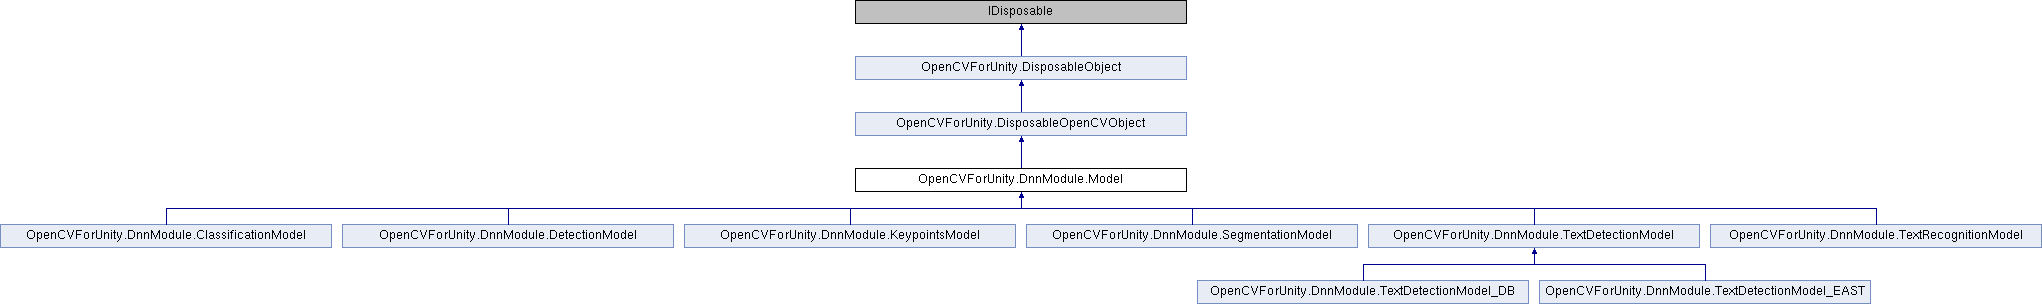 IDisposable
OpenCVForUnity.DisposableObject
OpenCVForUnity.DisposableOpenCVObject
OpenCVForUnity.DnnModule.Model
OpenCVForUnity.DnnModule.ClassificationModel
OpenCVForUnity.DnnModule.DetectionModel
OpenCVForUnity.DnnModule.KeypointsModel
OpenCVForUnity.DnnModule.SegmentationModel
OpenCVForUnity.DnnModule.TextDetectionModel
OpenCVForUnity.DnnModule.TextRecognitionModel
OpenCVForUnity.DnnModule.TextDetectionModel_DB
OpenCVForUnity.DnnModule.TextDetectionModel_EAST